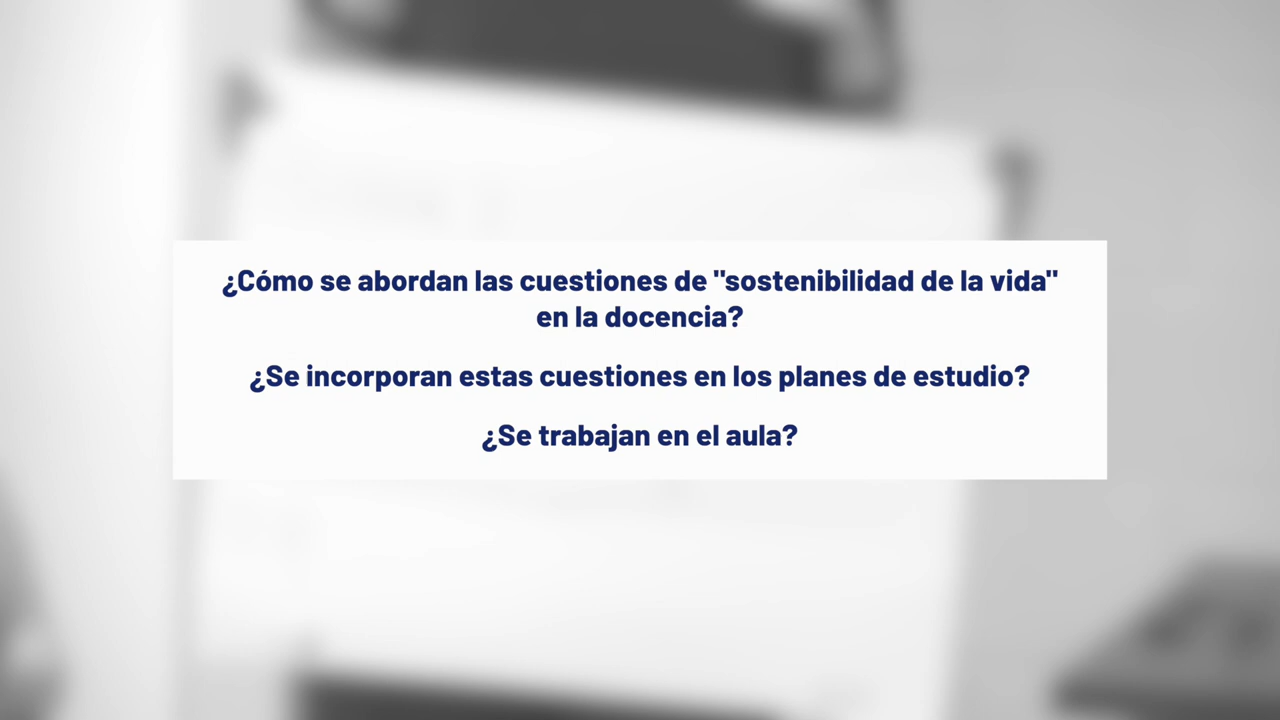 ¿Cómo se abordan las cuestiones de "sostenibilidad de la vida"
en la docencia?
¿Se incorporan estas cuestiones en los planes de estudio?
¿Se trabajan en el aula?